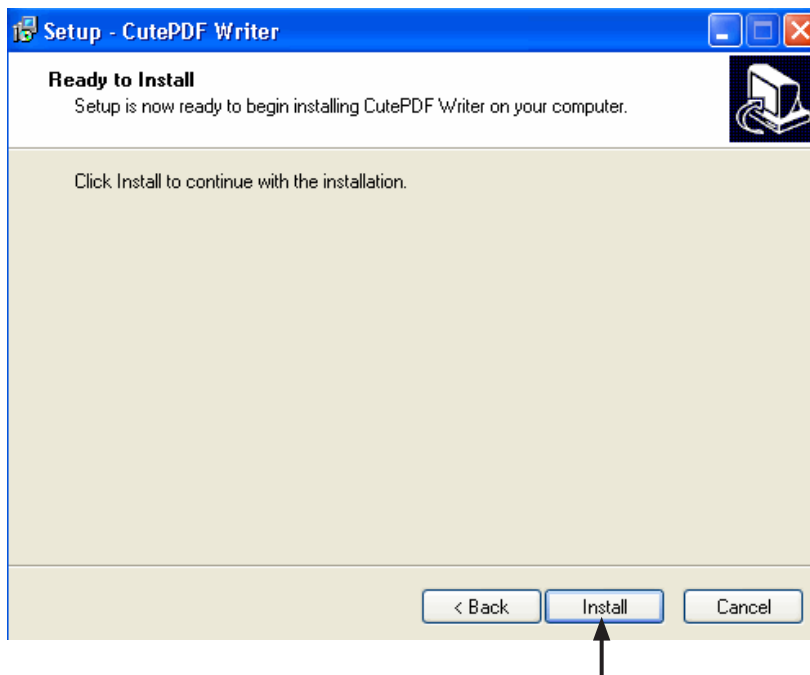 Setup - CutePDF Writer
Ready to Install
Setup is now ready to begin installing CutePDF Writer on your computer.
Click Install to continue with the installation.
< Back Install Cancel